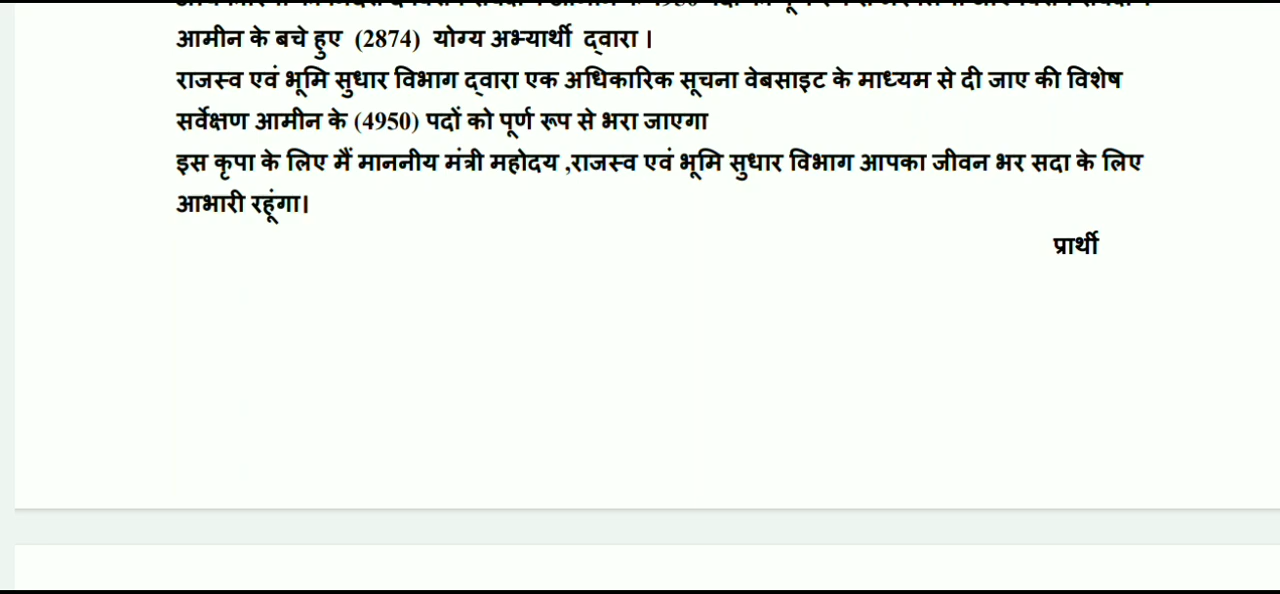 आमीन के बचे हुए (2874) योग्य अभ्यार्थी द्वारा ।
राजस्व एवं भूमि सुधार विभाग द्वारा एक अधिकारिक सूचना वेबसाइट के माध्यम से दी जाए की विशेष
सर्वेक्षण आमीन के (4950) पदों को पूर्ण रूप से भरा जाएगा
इस कृपा के लिए मैं माननीय मंत्री महोदय ,राजस्व एवं भूमि सुधार विभाग आपका जीवन भर सदा के लिए
आभारी रहूंगा।
प्रार्थी